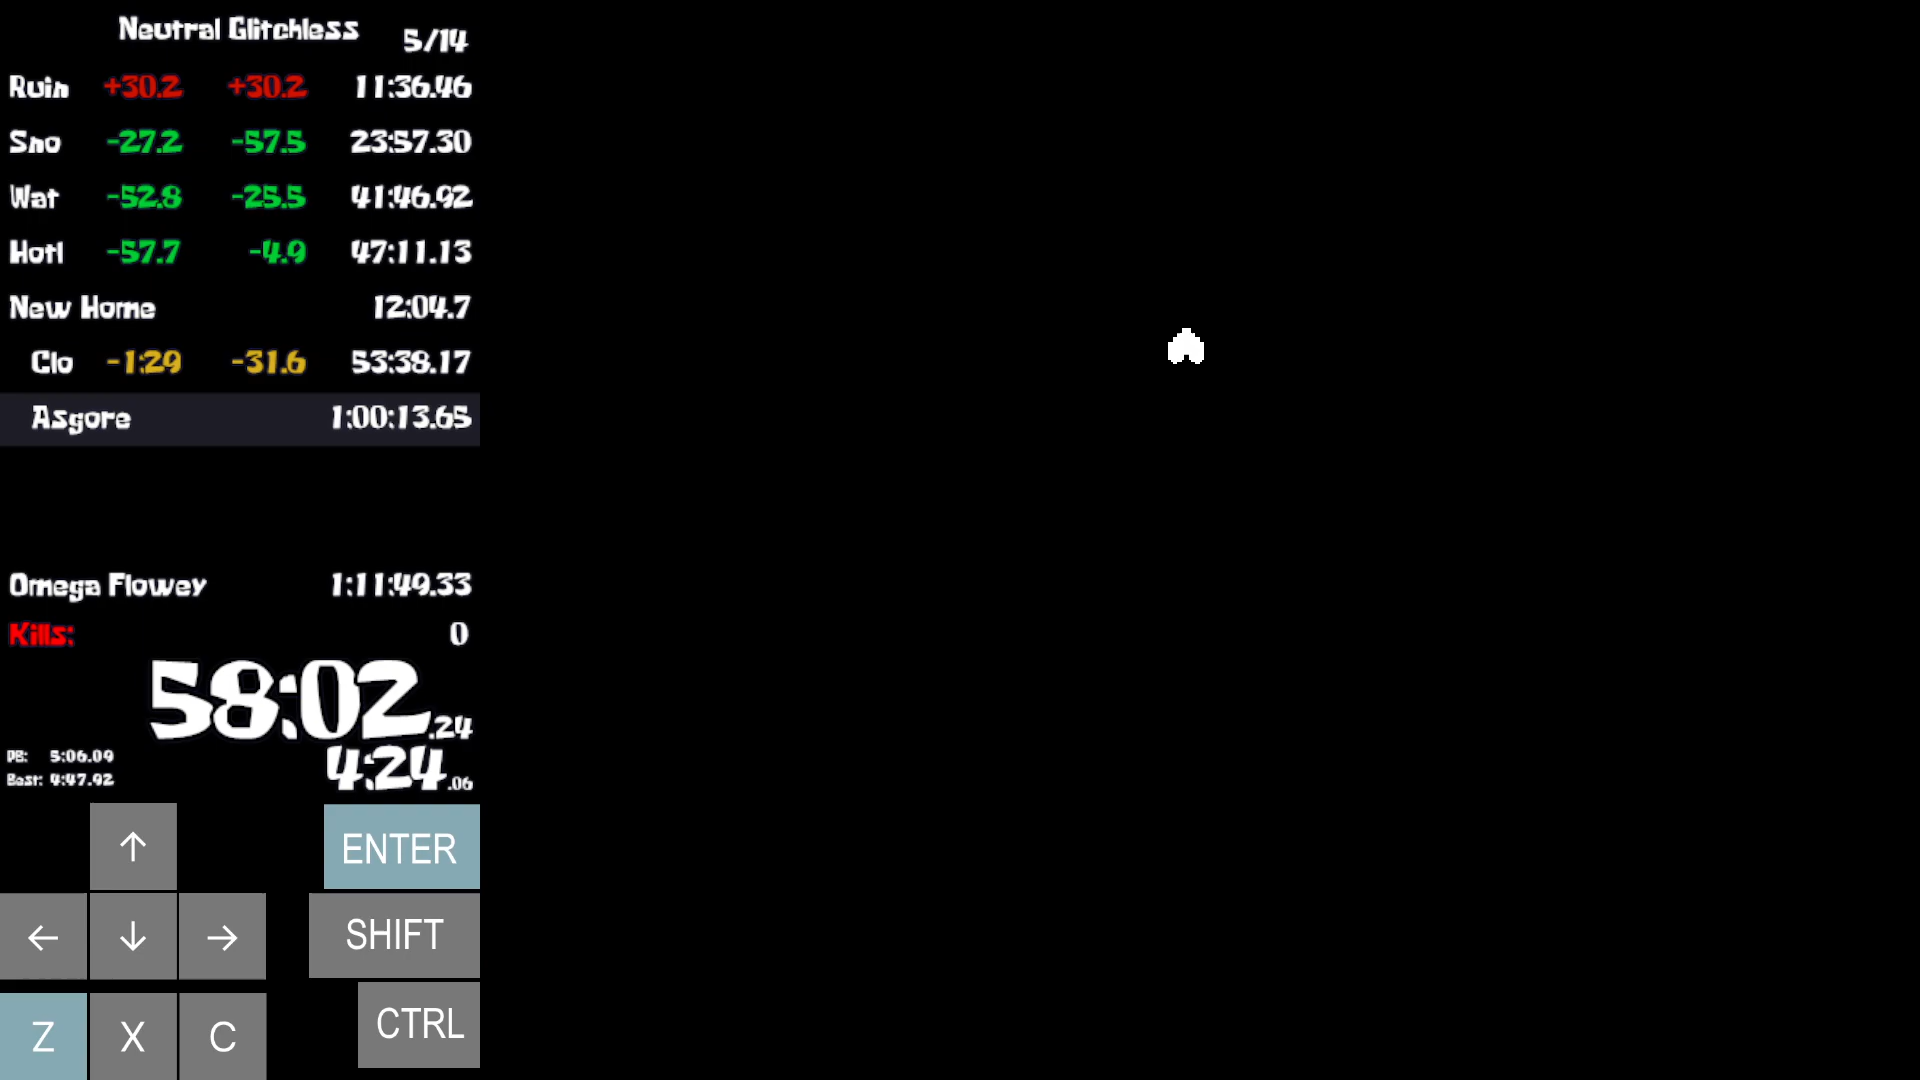 Neutral Glitchless 5/14
Ruin +30.2 +30.2 11:36.46
Sno -27.2 -57.5 23:57.30
Wat -52.8 -25.5 41:46.92
Hotl -57.7 -4.9 47:11.13
New Home 12:04.7
Clo -1:29 -31.6 53:38.17
Asgore 1:00:13.65
Omega Flowey 1:11:49.33
Kills: 0
58:02.24
PB: 5:06.09
Best: 4:47.92
4:24.06
↑ ENTER
← ↓ → SHIFT
Z X C CTRL